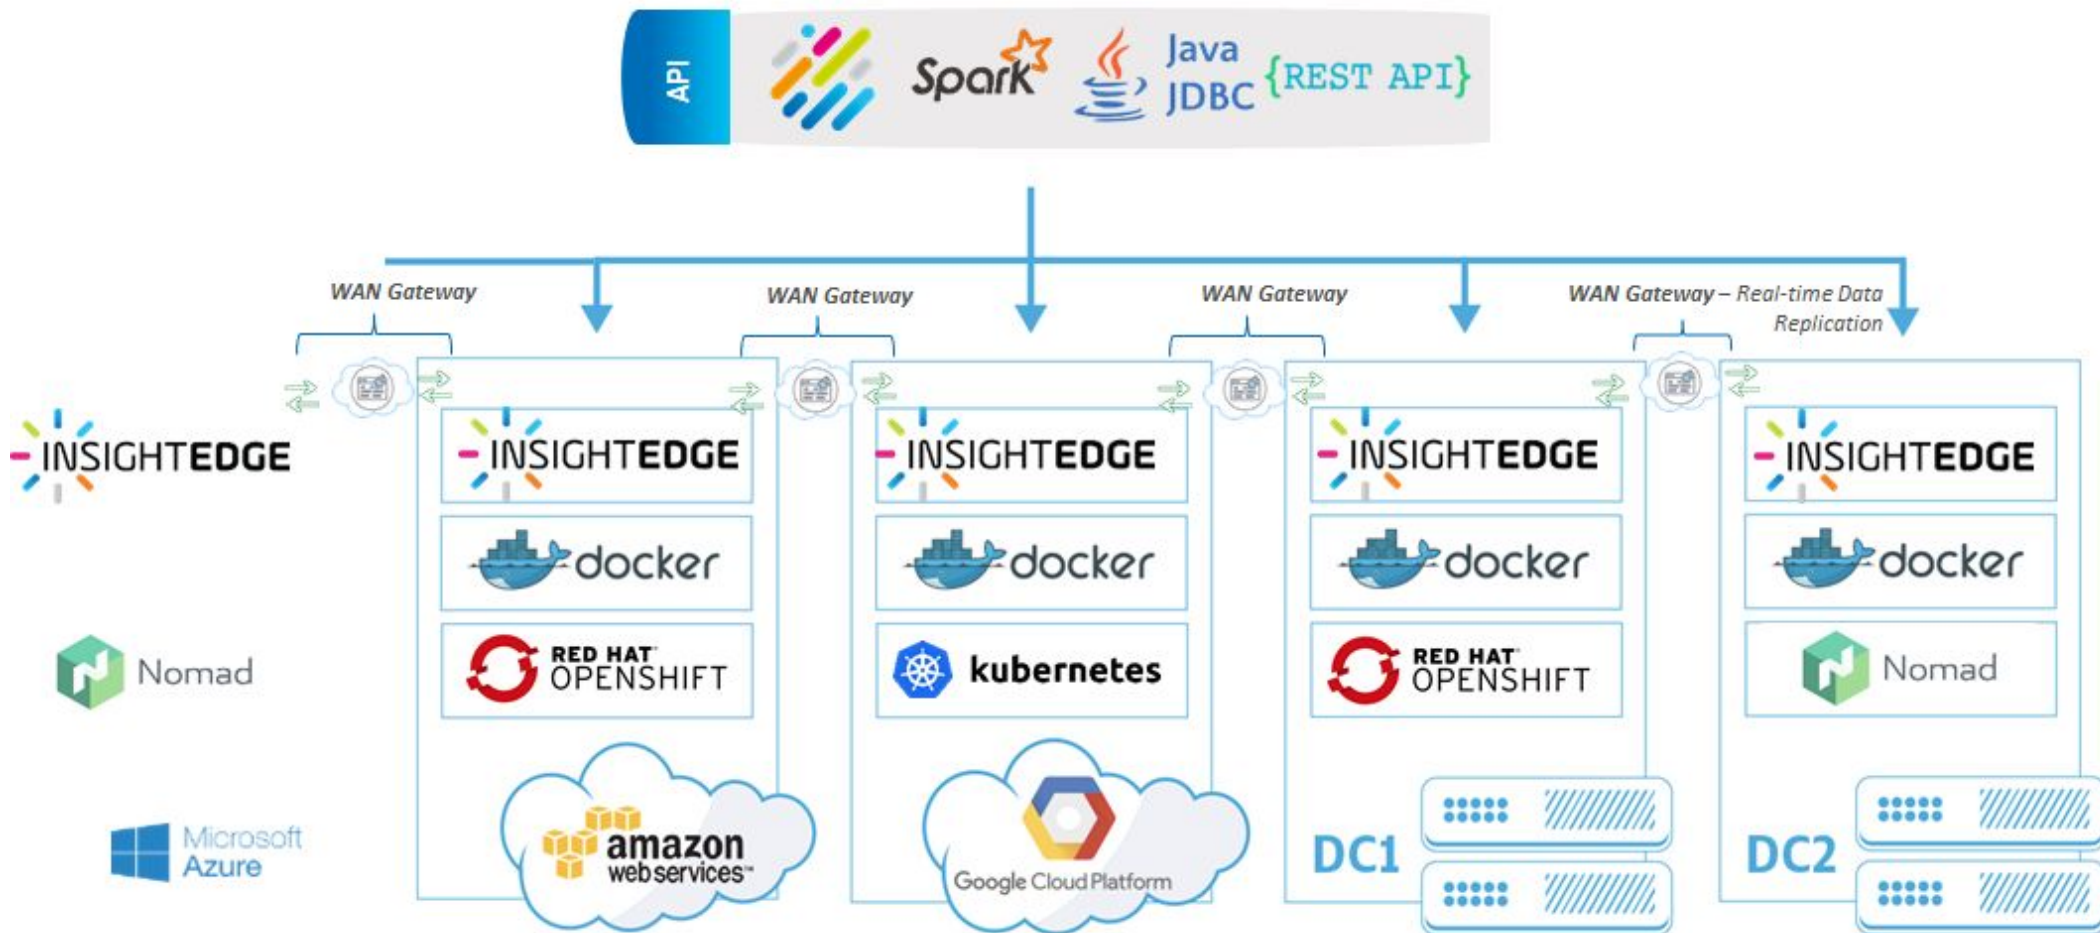 API
Spark
Java
JDBC
{REST API}
WAN Gateway
WAN Gateway
WAN Gateway
WAN Gateway – Real-time Data
Replication
INSIGHTEDGE
INSIGHTEDGE
INSIGHTEDGE
INSIGHTEDGE
INSIGHTEDGE
docker
docker
docker
docker
Nomad
RED HAT
OPENSHIFT
kubernetes
RED HAT
OPENSHIFT
Nomad
Microsoft
Azure
amazon
web services™
Google Cloud Platform
DC1
DC2